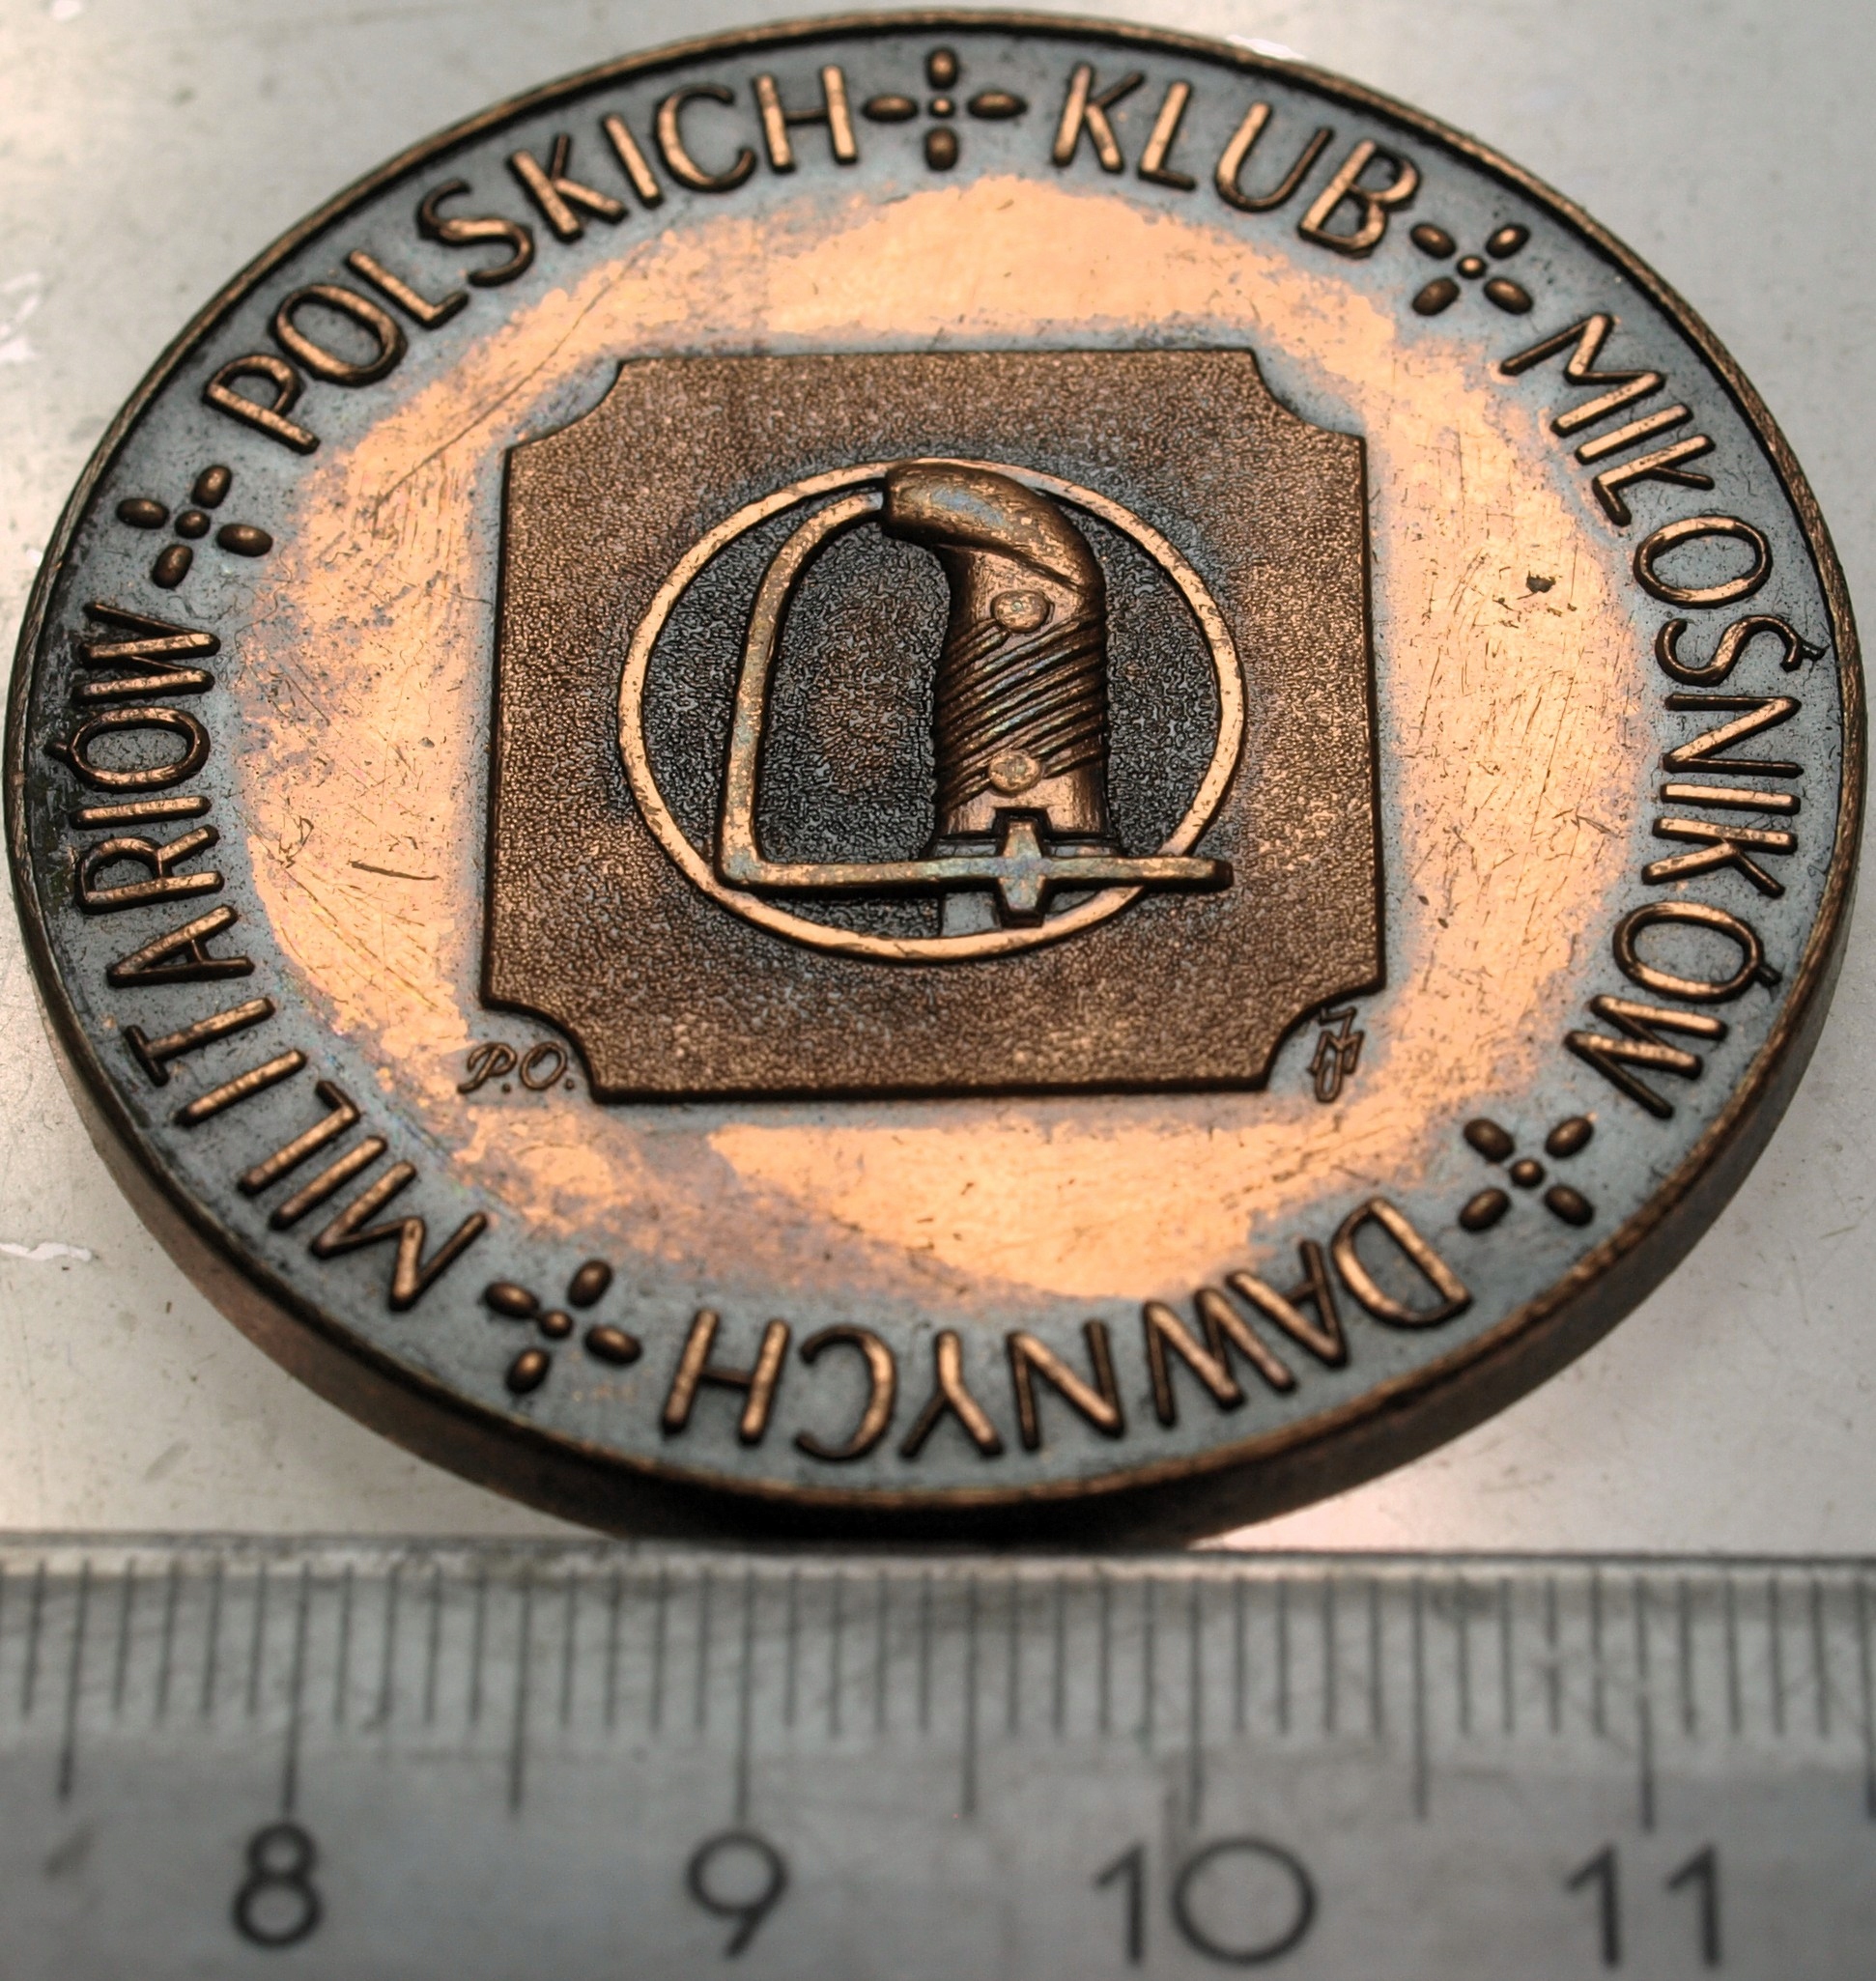 KLUB MIŁOŚNIKÓW DAWNYCH MILITARIÓW POLSKICH
P.O.
8 9 10 11